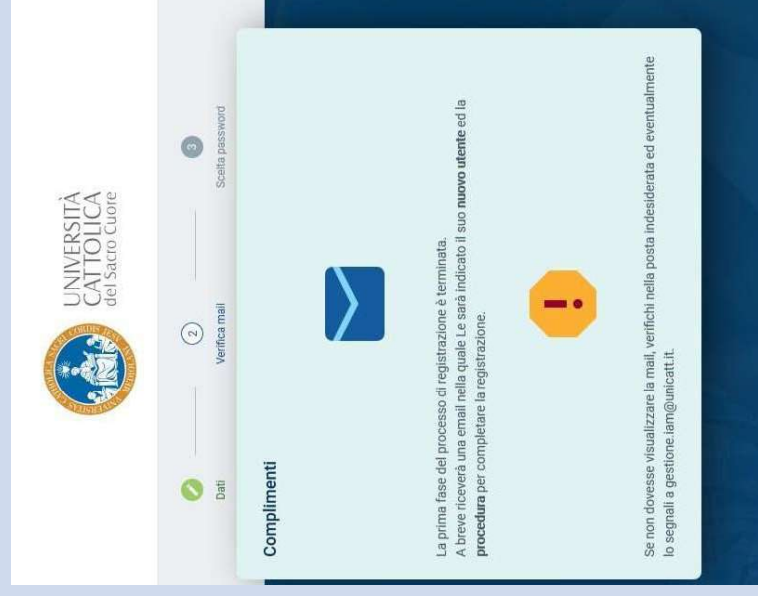 UNIVERSITÀ
CATTOLICA
del Sacro Cuore
Dati
2
Verifica mail
3
Scelta password
Complimenti
La prima fase del processo di registrazione è terminata.
A breve riceverà una email nella quale Le sarà indicato il suo nuovo utente ed la
procedura per completare la registrazione.
Se non dovesse visualizzare la mail, verifichi nella posta indesiderata ed eventualmente
lo segnali a gestione.iam@unicatt.it.